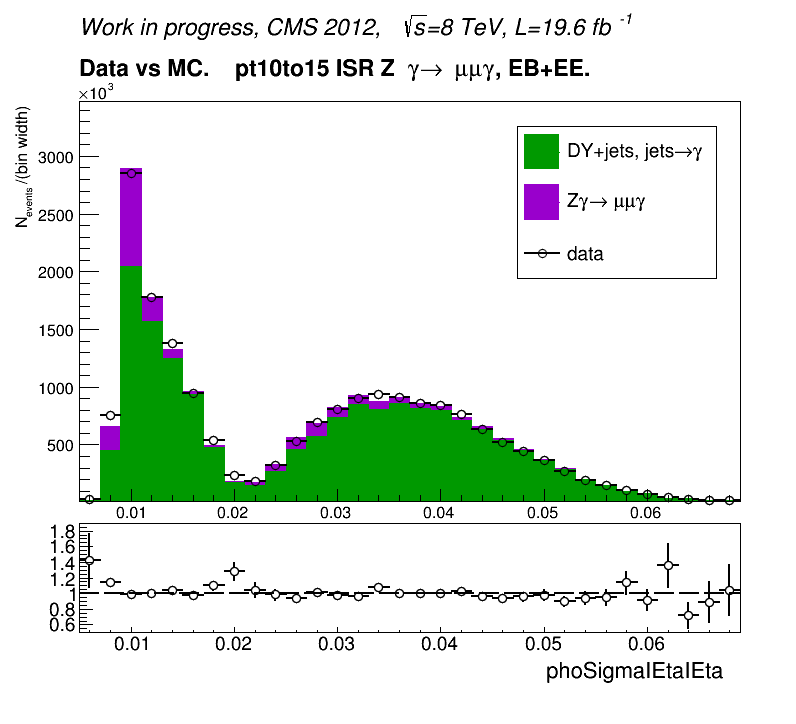 Work in progress, CMS 2012, √s=8 TeV, L=19.6 fb -1
Data vs MC. pt10to15 ISR Z γ→ μμγ, EB+EE.
×10³
N events /(bin width)
3000
2500
2000
1500
1000
500
DY+jets, jets→γ
Zγ→ μμγ
data
0.01 0.02 0.03 0.04 0.05 0.06
1.8
1.6
1.4
1.2
1
0.8
0.6
0.01 0.02 0.03 0.04 0.05 0.06
phoSigmaIEtaIEta